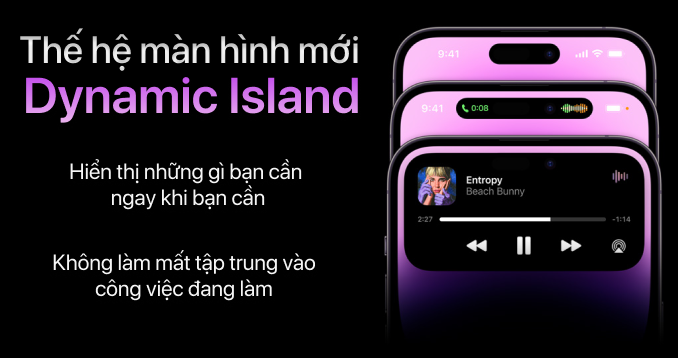 Thế hệ màn hình mới
Dynamic Island
Hiển thị những gì bạn cần
ngay khi bạn cần
Không làm mất tập trung vào
công việc đang làm
9:41
9:41
0:08
Entropy
Beach Bunny
2:27
-1:14